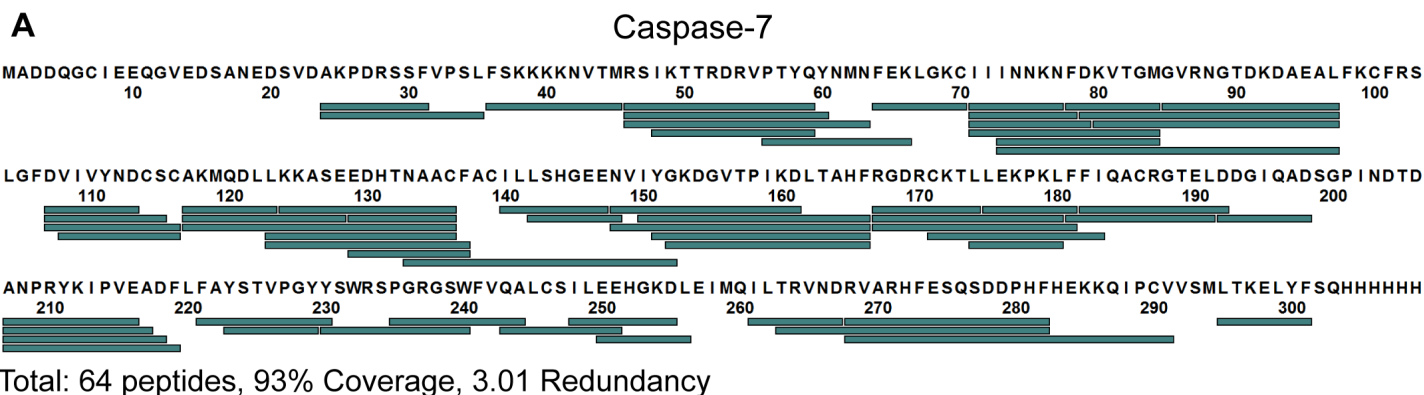 A
Caspase-7
MADDQGCIEEQGVEDSANEDSVDAKPDRSSFVPSLFSKKKKNVTMRSIKTTRDRVPTYQYNMNFEKLGKCIIINNKNFDKVTGMGVRNGTDKDAEALFKCFRS
10 20 30 40 50 60 70 80 90 100
LGFDVIVYNDCSCAKMQDLLKKASEEDHTNAACFACILLSHGEENVIYGKDGVTPIKDLTAHFRGDRCKTLLEKPKLFFIQACRGTELDDGIQADSGPINDTD
110 120 130 140 150 160 170 180 190 200
ANPRYKIPVEADFLFAYSTVPGYYSWRSPGRGSWFVQALCSILEEHGKDLEIMQILTRVNDRVARHFESQSDDPHFHEKKQIPCVVSMLTKELYFSQHHHHHH
210 220 230 240 250 260 270 280 290 300
Total: 64 peptides, 93% Coverage, 3.01 Redundancy